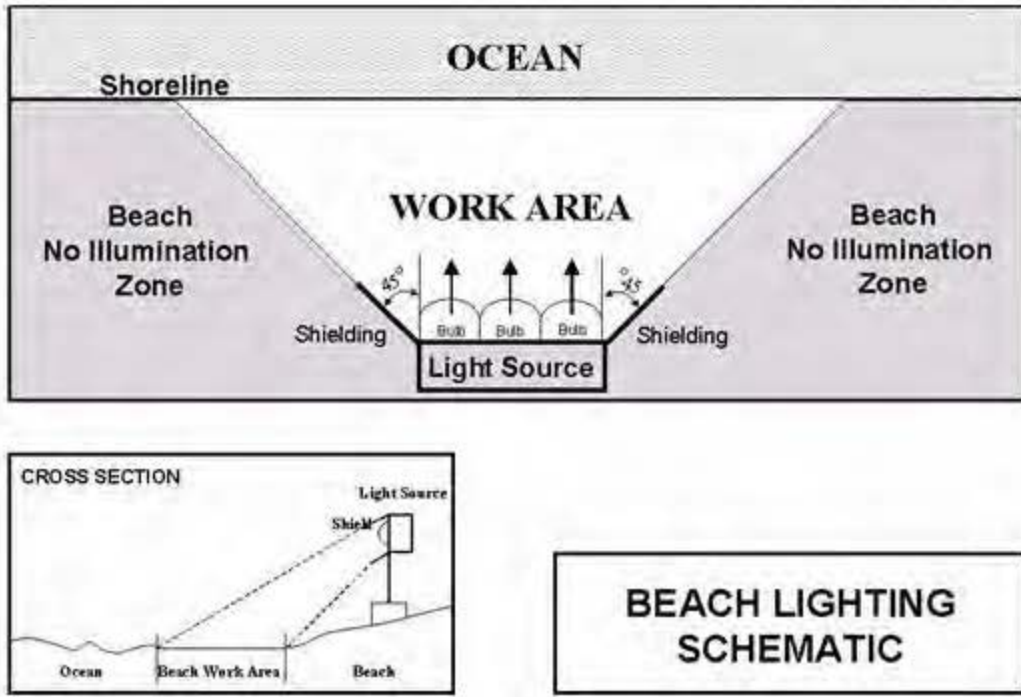 OCEAN
Shoreline
WORK AREA
Beach
No Illumination
Zone
Beach
No Illumination
Zone
45°
°45
Shielding
Bulb
Bulb
Bulb
Shielding
Light Source
CROSS SECTION
Light Source
Shield
Ocean
Beach Work Area
Beach
BEACH LIGHTING
SCHEMATIC